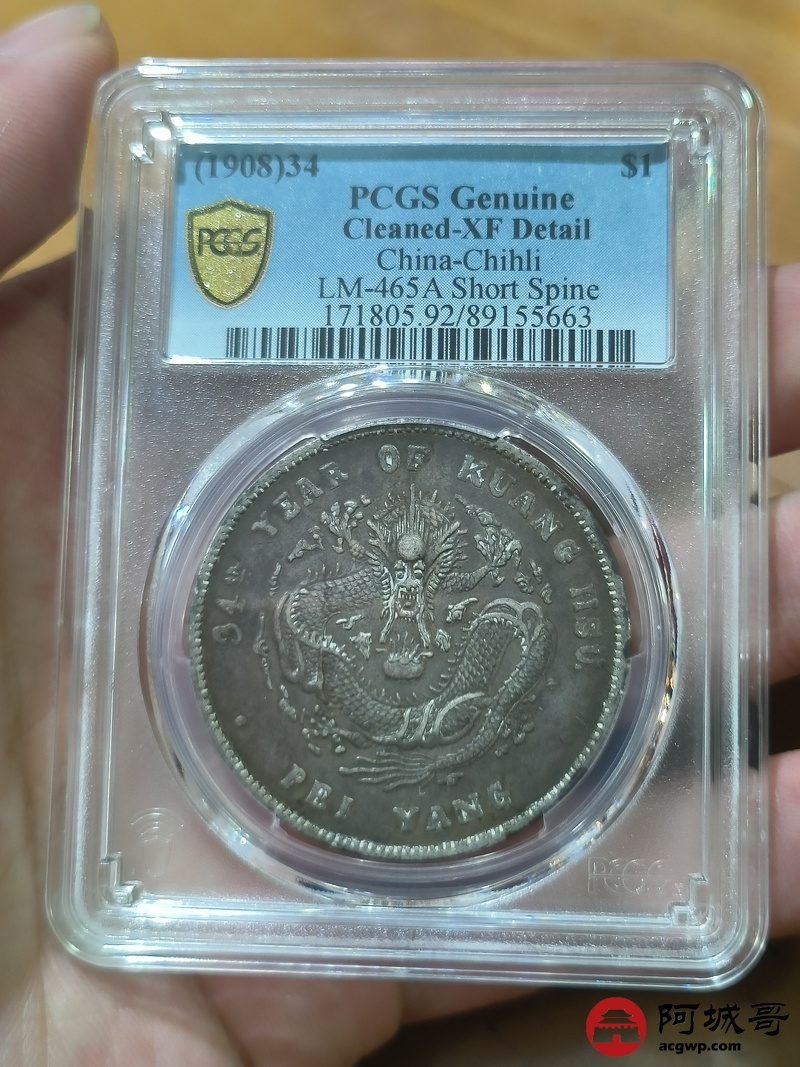 (1908)34 $1
PCGS Genuine
Cleaned-XF Detail
China-Chihli
LM-465A Short Spine
171805.92/89155663
PCGS
34TH YEAR OF KUANG HSU
PEI YANG
PCGS
阿城哥
acgwp.com